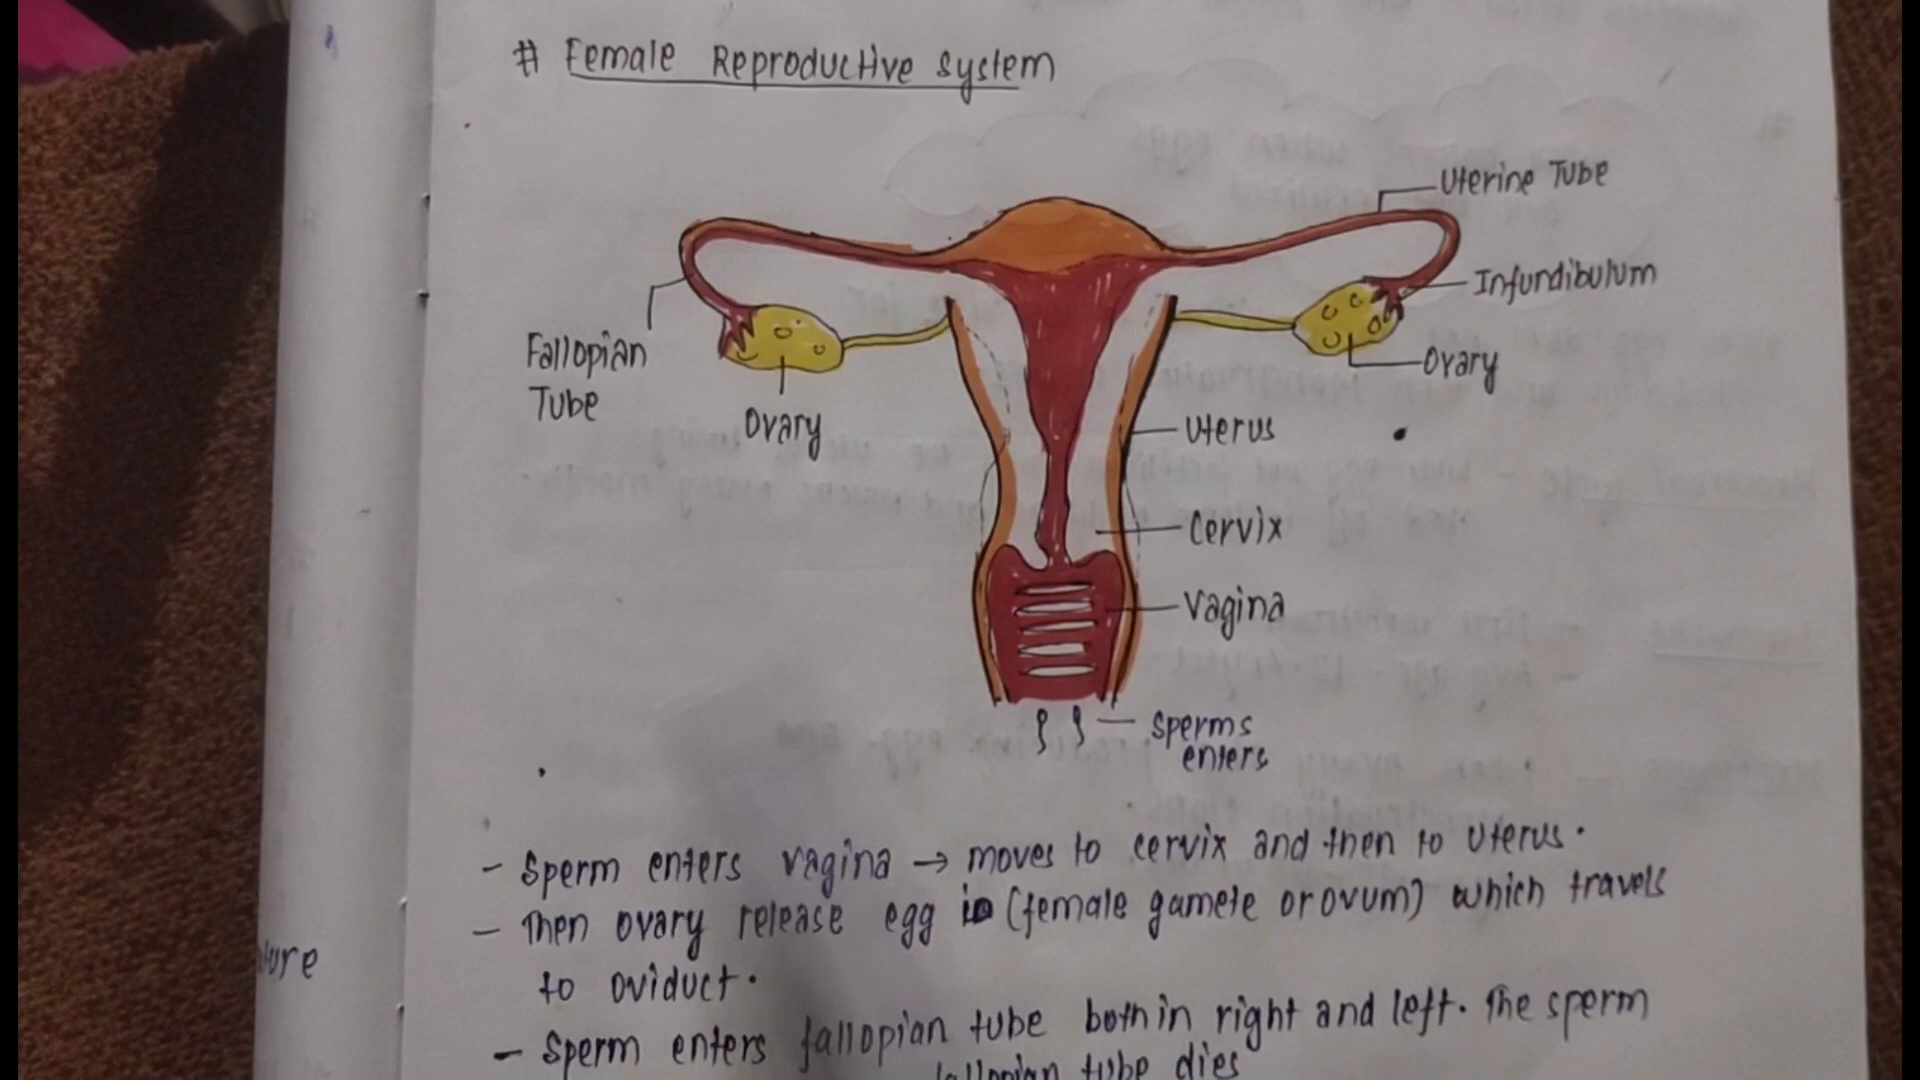 # Female Reproductive System
Uterine Tube
Infundibulum
Fallopian
Tube
Ovary
Ovary
Uterus
Cervix
Vagina
Sperms
enters
- Sperm enters vagina → moves to cervix and then to uterus.
- Then ovary release egg (female gamete or ovum) which travels
to oviduct.
- Sperm enters fallopian tube both in right and left. The sperm
fallopian tube dies